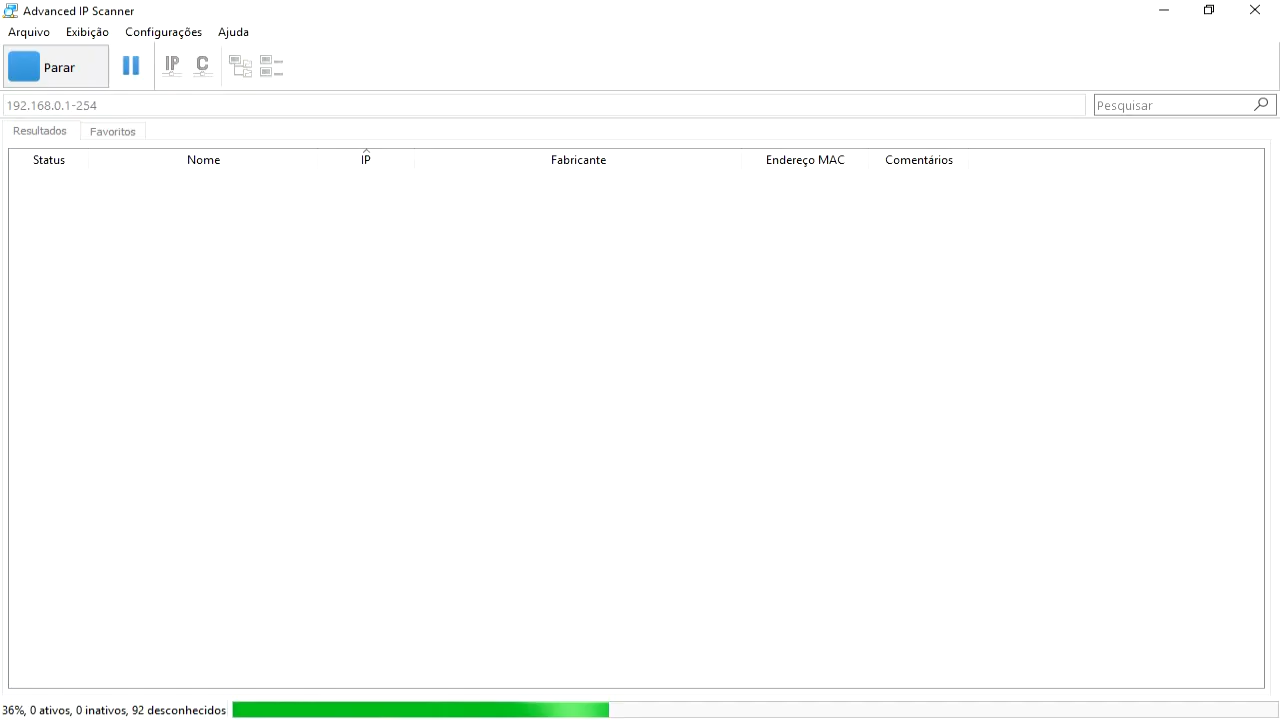 Advanced IP Scanner
Arquivo Exibição Configurações Ajuda
Parar IP C
192.168.0.1-254 Pesquisar
Resultados Favoritos
Status Nome IP Fabricante Endereço MAC Comentários
36%, 0 ativos, 0 inativos, 92 desconhecidos